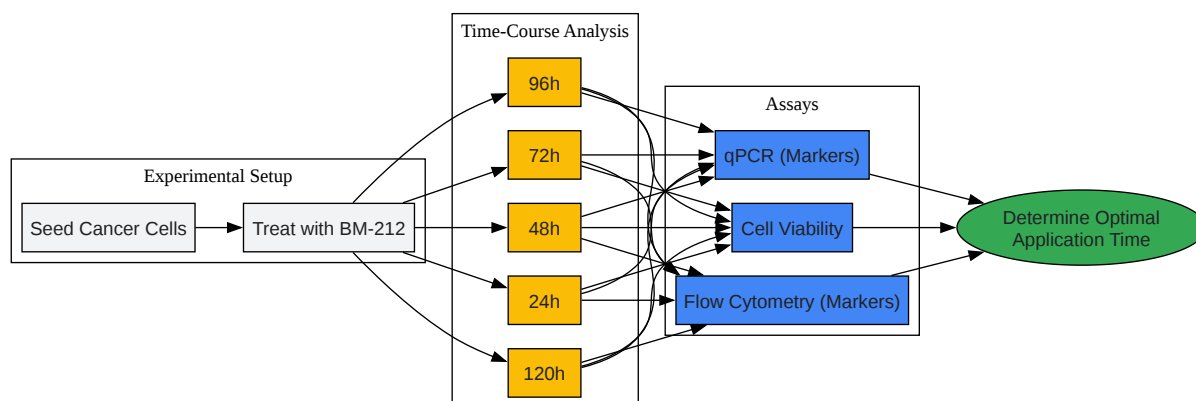 Experimental Setup
Seed Cancer Cells
Treat with BM-212
Time-Course Analysis
96h
72h
48h
24h
120h
Assays
qPCR (Markers)
Cell Viability
Flow Cytometry (Markers)
Determine Optimal
Application Time